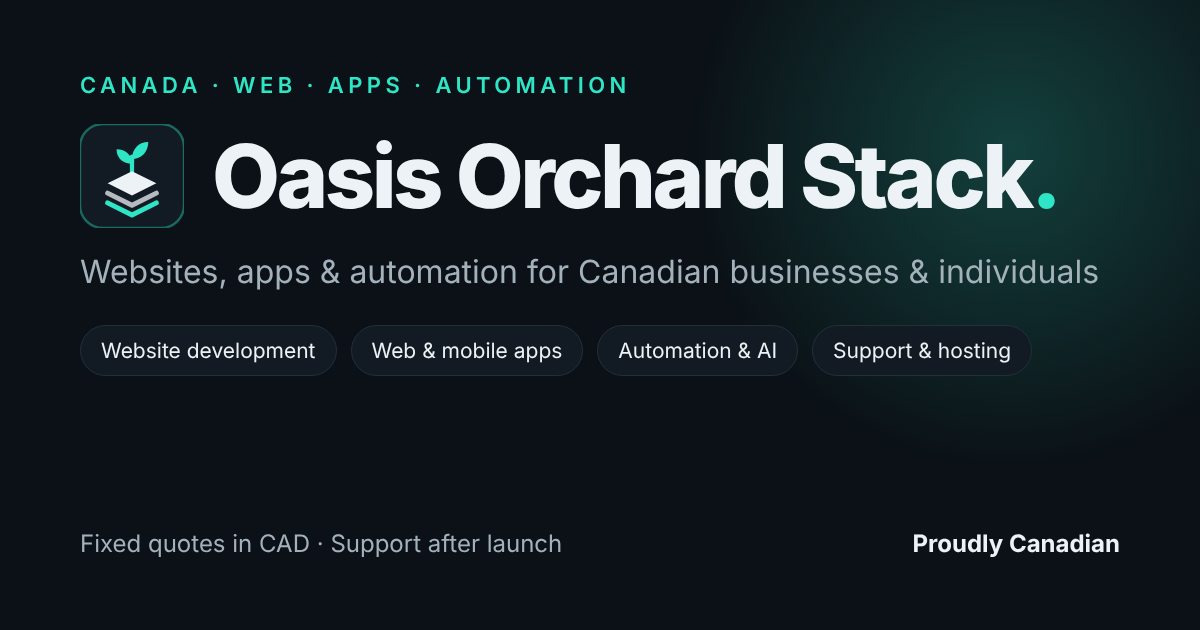 CANADA · WEB · APPS · AUTOMATION
Oasis Orchard Stack.
Websites, apps & automation for Canadian businesses & individuals
Website development
Web & mobile apps
Automation & AI
Support & hosting
Fixed quotes in CAD · Support after launch
Proudly Canadian